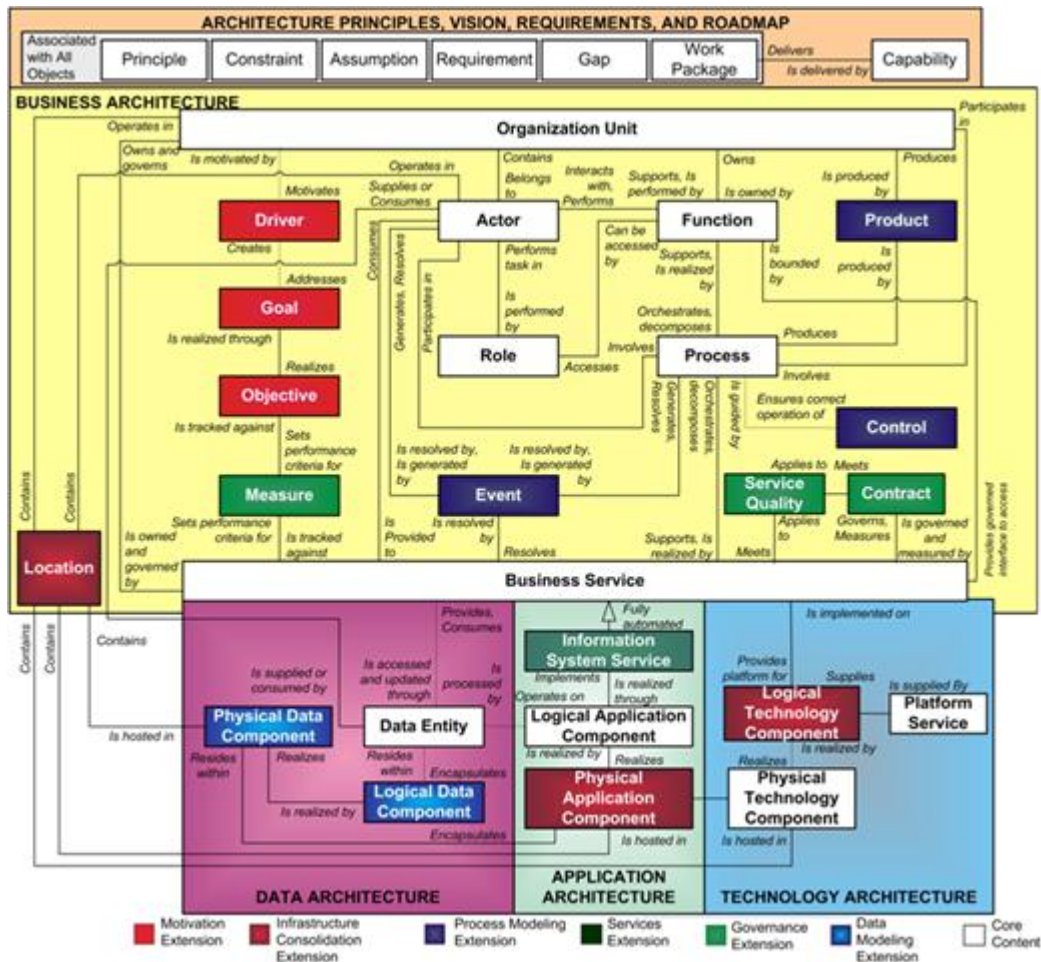 ARCHITECTURE PRINCIPLES, VISION, REQUIREMENTS, AND ROADMAP
Associated
with All
Objects
Principle
Constraint
Assumption
Requirement
Gap
Work
Package
Delivers
Is delivered by
Capability
BUSINESS ARCHITECTURE
Participates
in
Operates in
Organization Unit
Owns and
governs
Is motivated by
Operates in
Contains
Owns
Produces
Motivates
Supplies or
Consumes
Belongs
to
Interacts
with,
Performs
Supports, Is
performed by
Is owned by
Is produced
by
Driver
Actor
Function
Product
Creates
Consumes
Generates, Resolves
Participates in
Performs
task in
Can be
accessed
by
Supports,
Is realized
by
Is
bounded
by
Is
produced
by
Addresses
Goal
Is realized through
Is
performed
by
Orchestrates,
decomposes
Produces
Realizes
Role
Accesses
Involves
Process
Involves
Objective
Generates,
Resolves
Orchestrates,
decomposes
Is guided by
Ensures correct
operation of
Control
Is tracked against
Sets
performance
criteria for
Is resolved by,
Is generated
by
Is resolved by,
Is generated
by
Applies to
Meets
Measure
Event
Service
Quality
Contract
Contains
Contains
Sets performance
criteria for
Is tracked
against
Is
Provided
to
Is resolved
by
Resolves
Supports, Is
realized by
Applies
to
Meets
Governs,
Measures
Is governed
and
measured by
Provides governed
interface to access
Location
Is owned
and
governed
by
Business Service
Contains
Contains
Contains
Provides,
Consumes
Fully
automated
Is implemented on
Information
System Service
Is supplied or
consumed by
Is accessed
and updated
through
Is
processed
by
Implements
Operates on
Is realized
through
Provides
platform for
Supplies
Is supplied By
Physical Data
Component
Data Entity
Logical Application
Component
Logical
Technology
Component
Platform
Service
Is hosted in
Resides
within
Realizes
Resides
within
Encapsulates
Is realized by
Realizes
Is realized by
Realizes
Logical Data
Component
Physical
Application
Component
Physical
Technology
Component
Is realized by
Encapsulates
Is hosted in
Is hosted in
DATA ARCHITECTURE
APPLICATION
ARCHITECTURE
TECHNOLOGY ARCHITECTURE
Motivation
Extension
Infrastructure
Consolidation
Extension
Process Modeling
Extension
Services
Extension
Governance
Extension
Data
Modeling
Extension
Core
Content